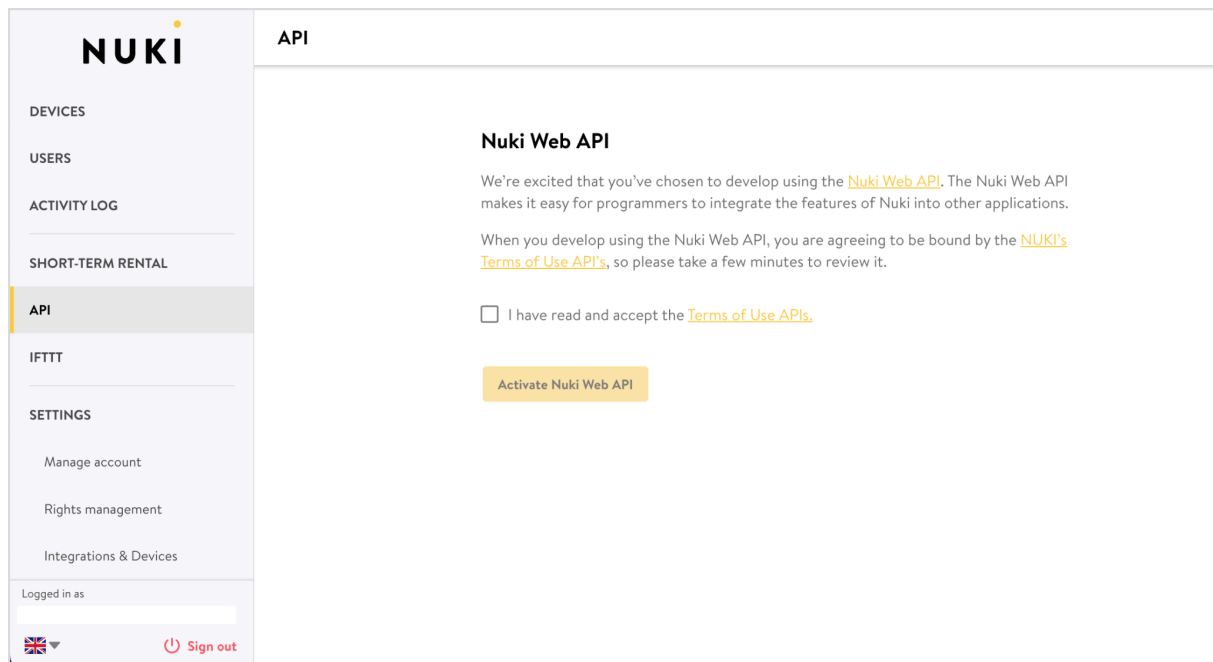 NUKI
DEVICES
USERS
ACTIVITY LOG
SHORT-TERM RENTAL
API
IFTTT
SETTINGS
Manage account
Rights management
Integrations & Devices
Logged in as
Sign out
API
Nuki Web API
We're excited that you've chosen to develop using the Nuki Web API. The Nuki Web API
makes it easy for programmers to integrate the features of Nuki into other applications.
When you develop using the Nuki Web API, you are agreeing to be bound by the NUKI's
Terms of Use API's, so please take a few minutes to review it.
I have read and accept the Terms of Use APIs.
Activate Nuki Web API